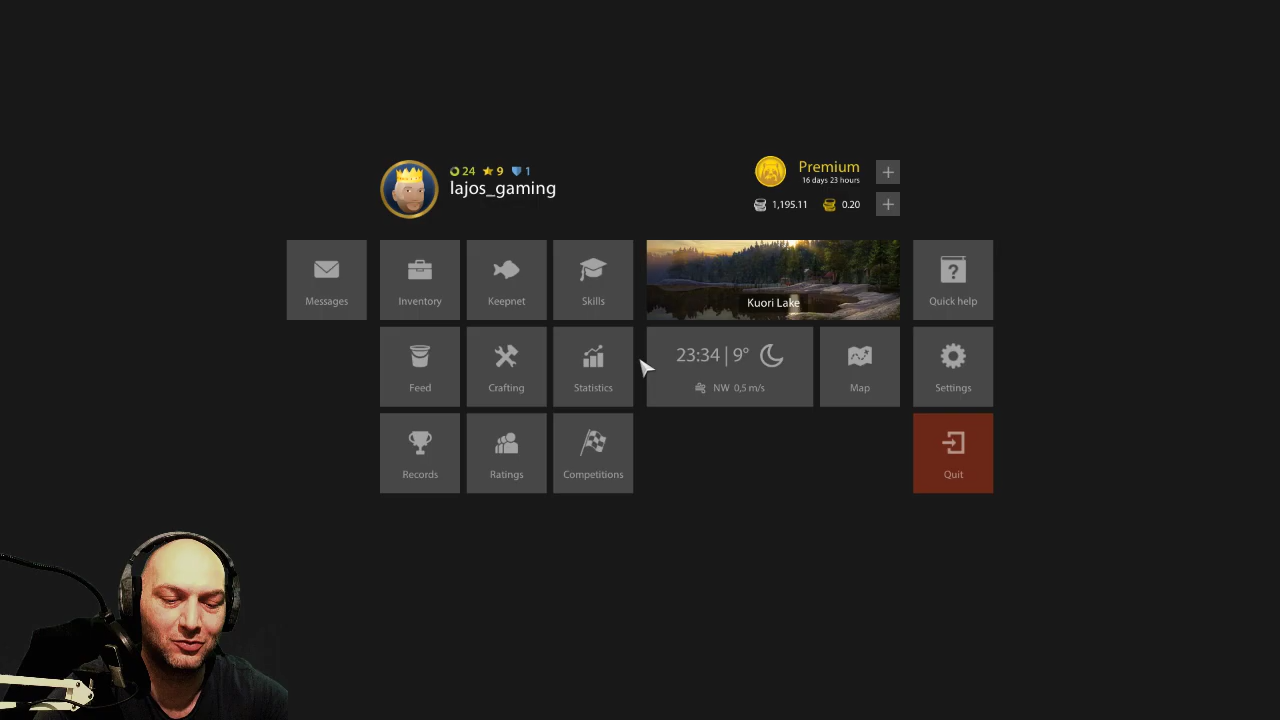 24 9 1
lajos_gaming
Premium
16 days 23 hours
1,195.11 0.20
Messages
Inventory
Keepnet
Skills
Kuori Lake
Quick help
Feed
Crafting
Statistics
23:34 | 9°
NW 0,5 m/s
Map
Settings
Records
Ratings
Competitions
Quit